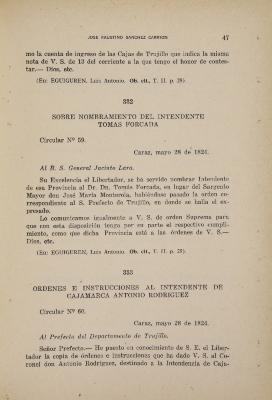 JOSE FAUSTINO SANCHEZ CARRION 47
mo la cuenta de ingreso de las Cajas de Trujillo que indica la misma
nota de V. S. de 13 del corriente a la que tengo el honor de contes-
tar.— Dios, etc.
(En: EGUIGUREN, Luis Antonio. Ob. cit., T. II. p. 29).
332
SOBRE NOMBRAMIENTO DEL INTENDENTE
TOMAS FORCADA
Circular Nº 59.
Caraz, mayo 28 de 1824.
Al B. S. General Jacinto Lara.
Su Excelencia el Libertador, se ha servido nombrar Intendente
de esa Provincia al Dr. Dn. Tomás Forcada, en lugar del Sargento
Mayor don José María Monterola, habiéndose pasado la orden co-
rrespondiente al S. Prefecto de Trujillo, en donde se halla el ex-
presado.
Lo comunicamos igualmente a V. S. de orden Suprema para
que con esta disposición tenga por su parte el respectivo cumpli-
miento, como que dicha Provincia está a las órdenes de V. S.—
Dios, etc.
(En: EGUIGUREN, Luis Antonio. Ob. cit., T. II. p. 29).
333
ORDENES E INSTRUCCIONES AL INTENDENTE DE
CAJAMARCA ANTONIO RODRIGUEZ
Circular Nº 60.
Caraz, mayo 28 de 1824.
Al Prefecto del Departamento de Trujillo.
Señor Prefecto.— He puesto en conocimiento de S. E. el Liber-
tador la copia de órdenes e instrucciones que ha dado V. S. al Co-
ronel don Antonio Rodríguez, destinado a la Intendencia de Caja-